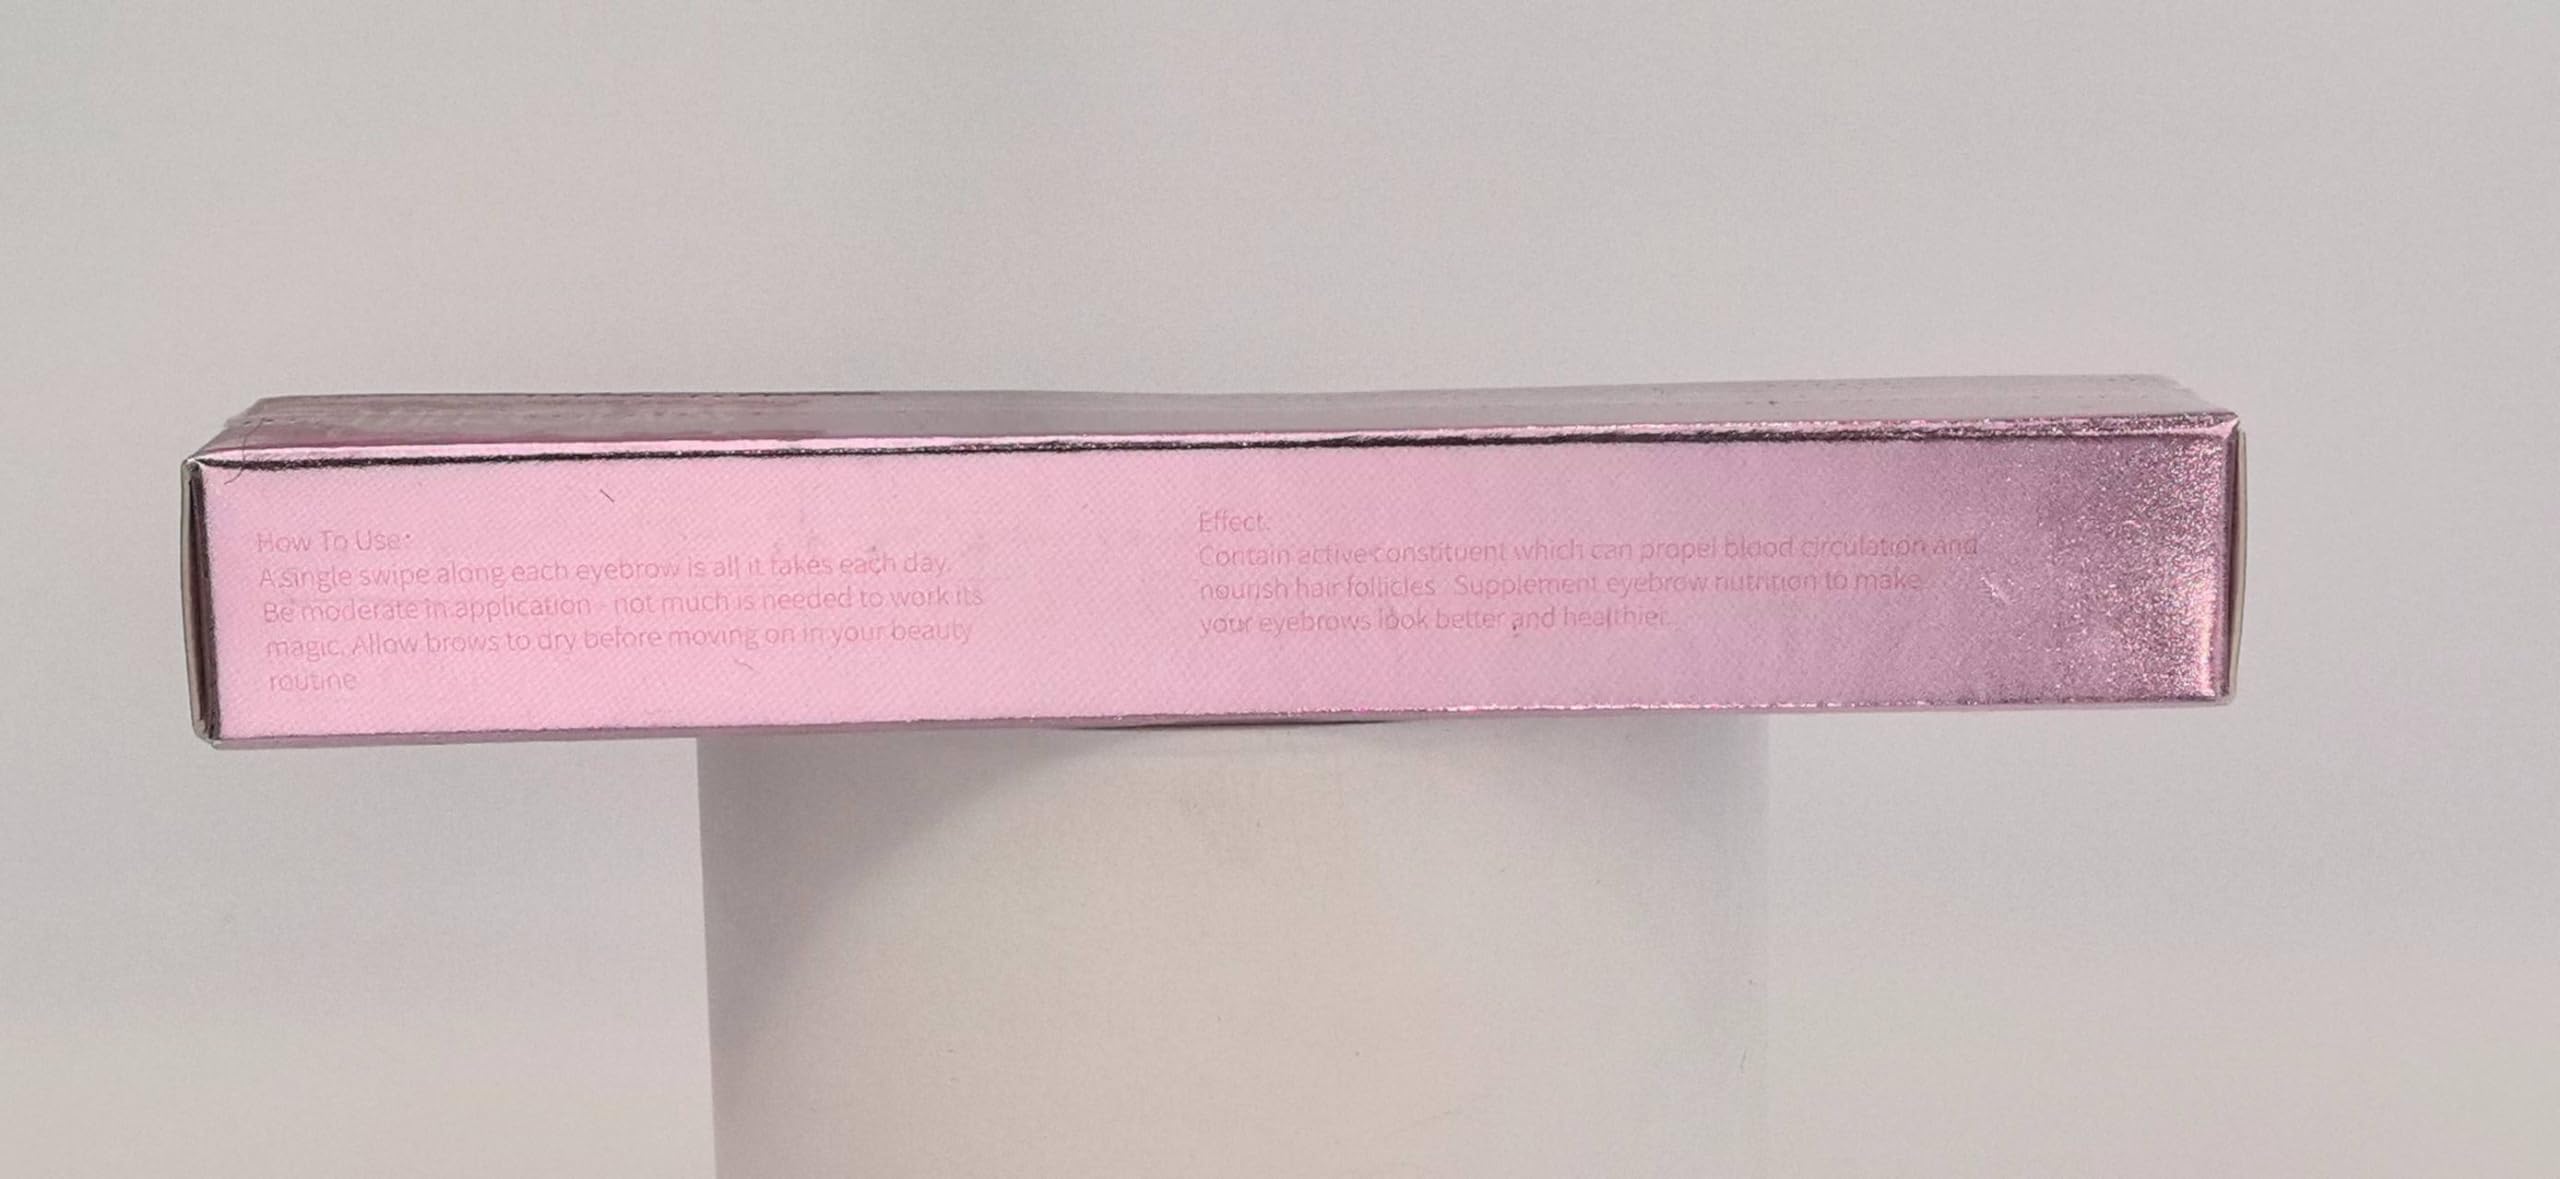 How To Use:
A single swipe along each eyebrow is all it takes each day.
Be moderate in application - not much is needed to work its
magic. Allow brows to dry before moving on in your beauty
routine
Effect:
Contain active constituent which can propel blood circulation and
nourish hair follicles. Supplement eyebrow nutrition to make
your eyebrows look better and healthier.